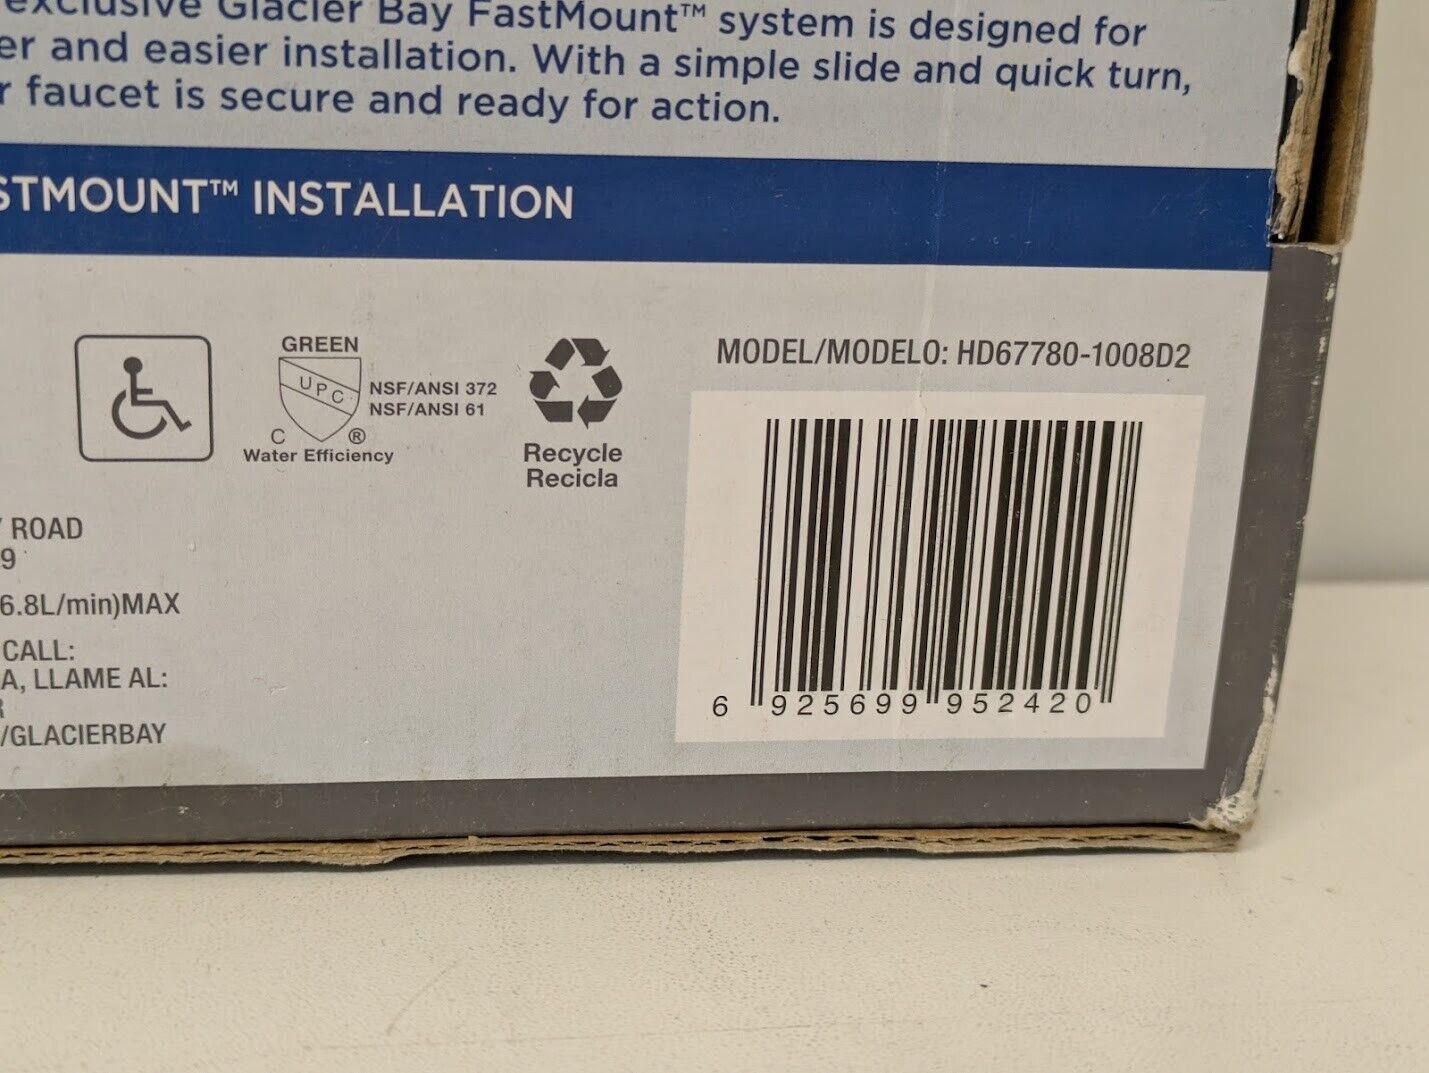 exclusive Glacier Bay FastMount™ system is designed for
er and easier installation. With a simple slide and quick turn,
r faucet is secure and ready for action.
STMOUNT™ INSTALLATION
GREEN
UPC
NSF/ANSI 372
NSF/ANSI 61
C ®
Water Efficiency
Recycle
Recicla
MODEL/MODELO: HD67780-1008D2
6 925699 952420
ROAD
9
6.8L/min)MAX
CALL:
A, LLAME AL:
R
/GLACIERBAY